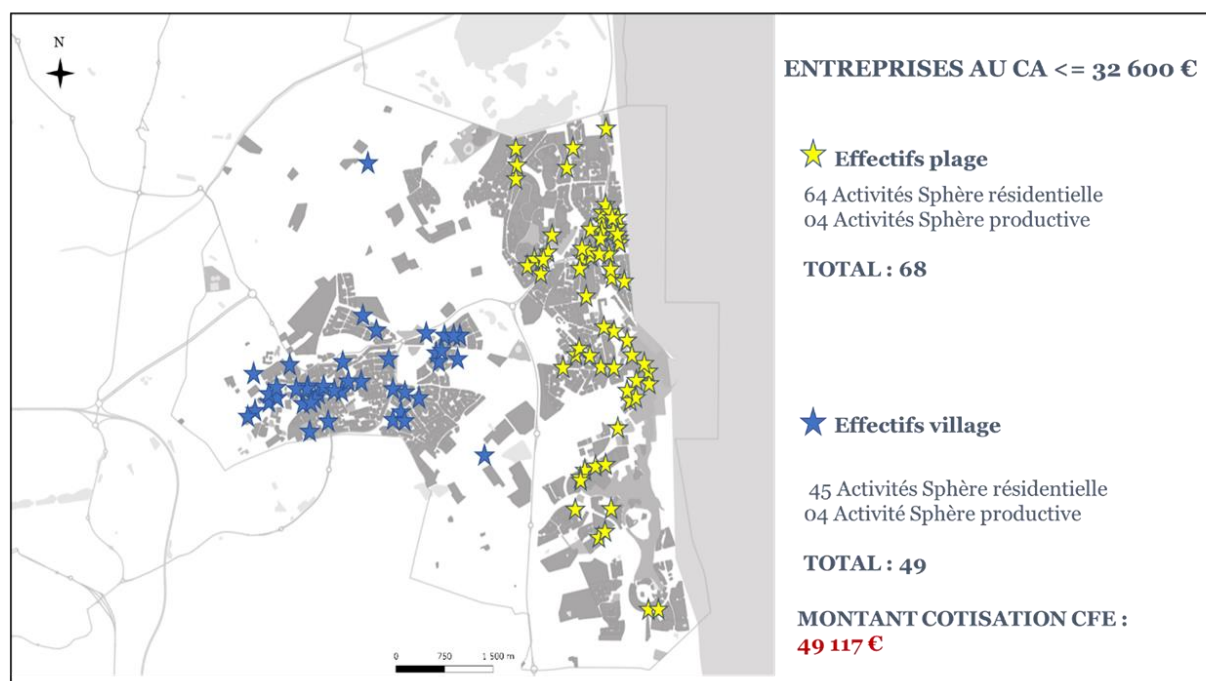 N
ENTREPRISES AU CA <= 32 600 €
Effectifs plage
64 Activités Sphère résidentielle
04 Activités Sphère productive
TOTAL : 68
Effectifs village
45 Activités Sphère résidentielle
04 Activité Sphère productive
TOTAL : 49
MONTANT COTISATION CFE :
49 117 €
0 750 1 500 m